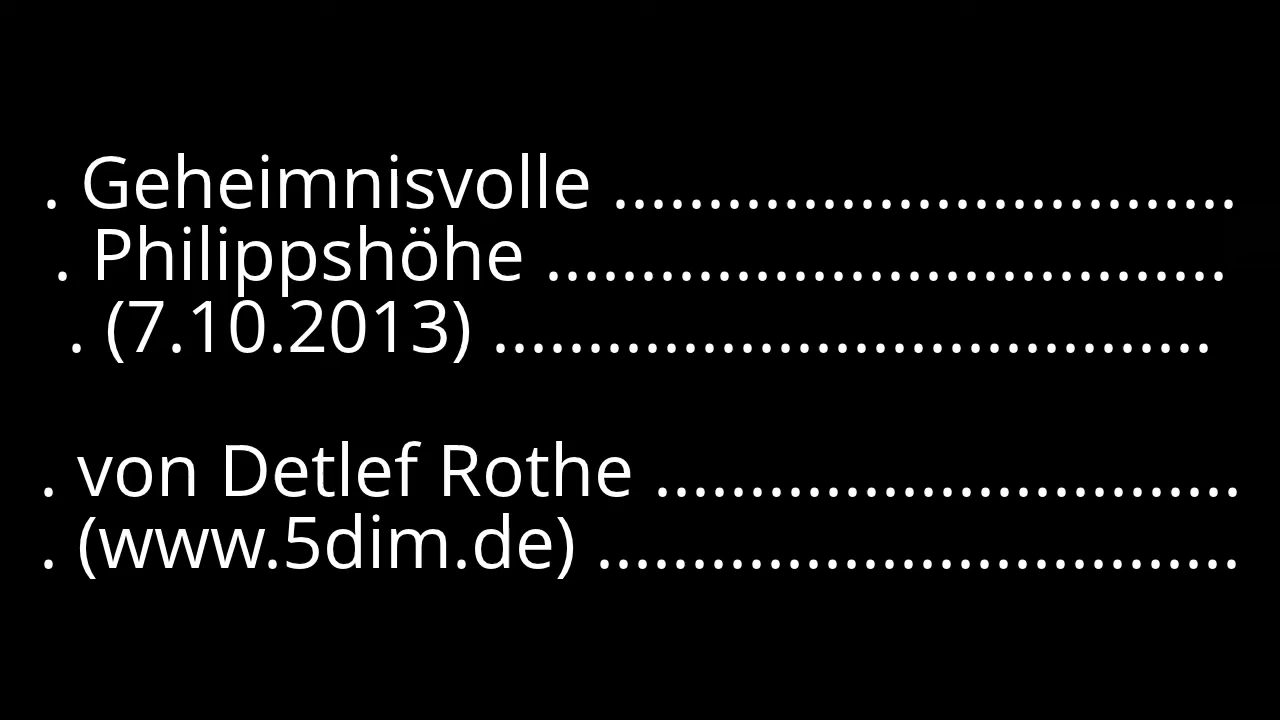 . Geheimnisvolle .................................
. Philippshöhe ....................................
. (7.10.2013) ......................................
. von Detlef Rothe ...............................
. (www.5dim.de) ..................................